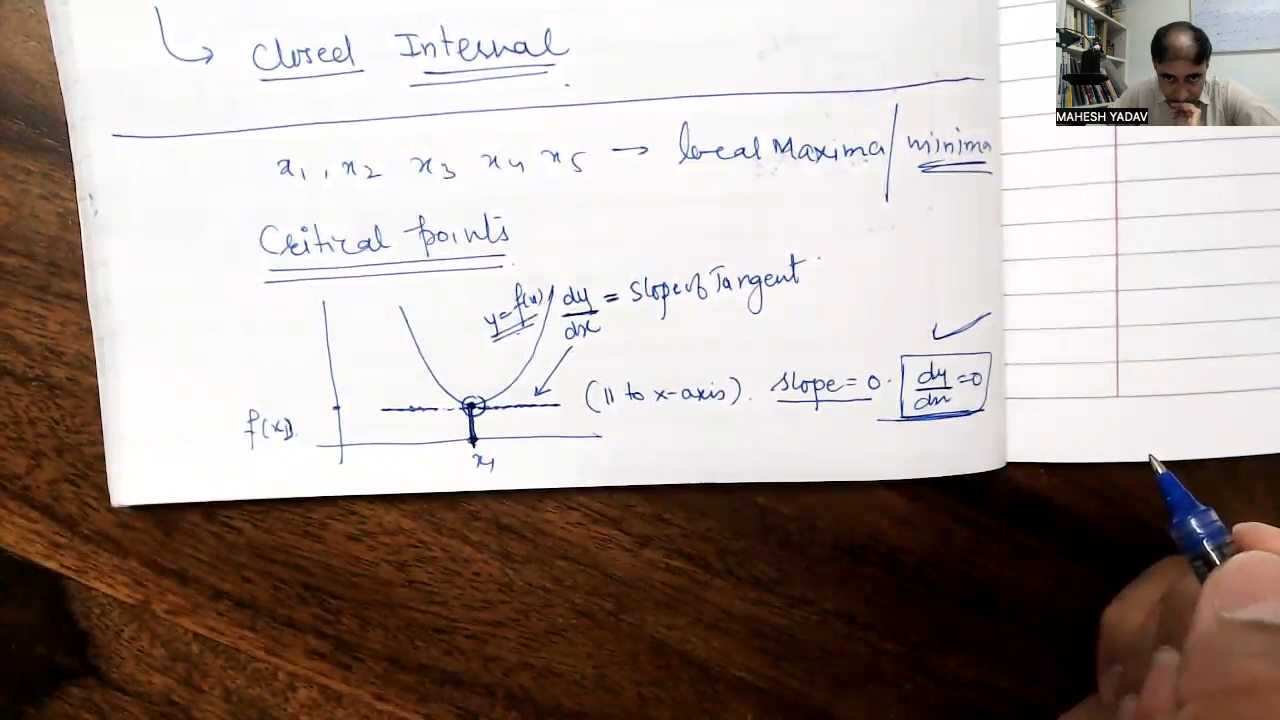 Closed Interval
MAHESH YADAV
x1, x2 x3 x4 x5 → local Maxima / minima
Critical points
y=f(x) dy/dx = Slope of Tangent
(|| to x-axis). slope = 0. dy/dx = 0
f(x1)
x1